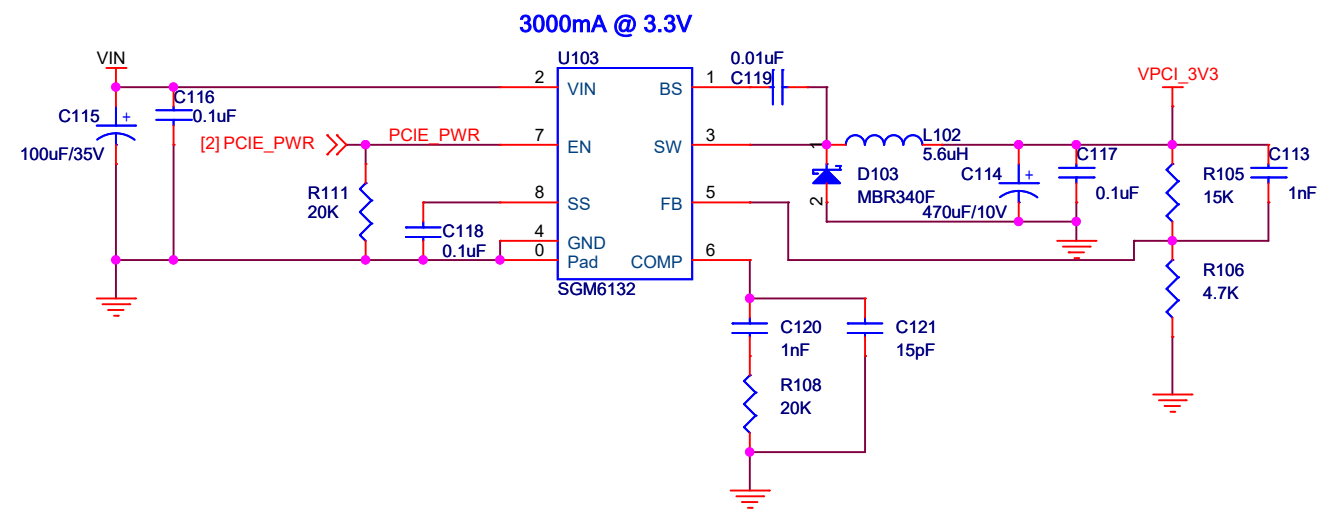 3000mA @ 3.3V
VIN
U103
0.01uF
VPCI_3V3
2
VIN
BS
1
C119
C116
C115
0.1uF
100uF/35V
[2] PCIE_PWR
PCIE_PWR
7
EN
SW
3
1
L102
5.6uH
C117
C113
D103
C114
R105
R111
20K
8
SS
FB
5
2
MBR340F
0.1uF
15K
1nF
470uF/10V
C118
0.1uF
4
GND
0
Pad
COMP
6
R106
4.7K
SGM6132
C120
1nF
C121
15pF
R108
20K